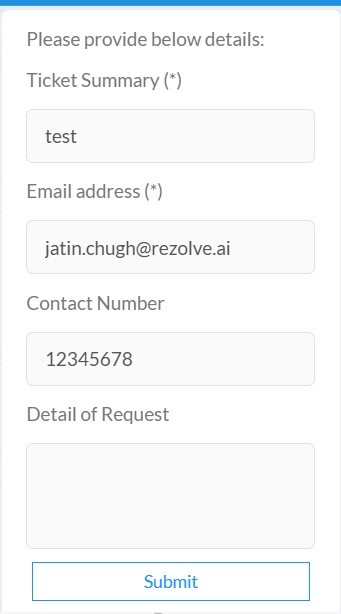 Please provide below details:
Ticket Summary (*)
test
Email address (*)
jatin.chugh@rezolve.ai
Contact Number
12345678
Detail of Request
Submit